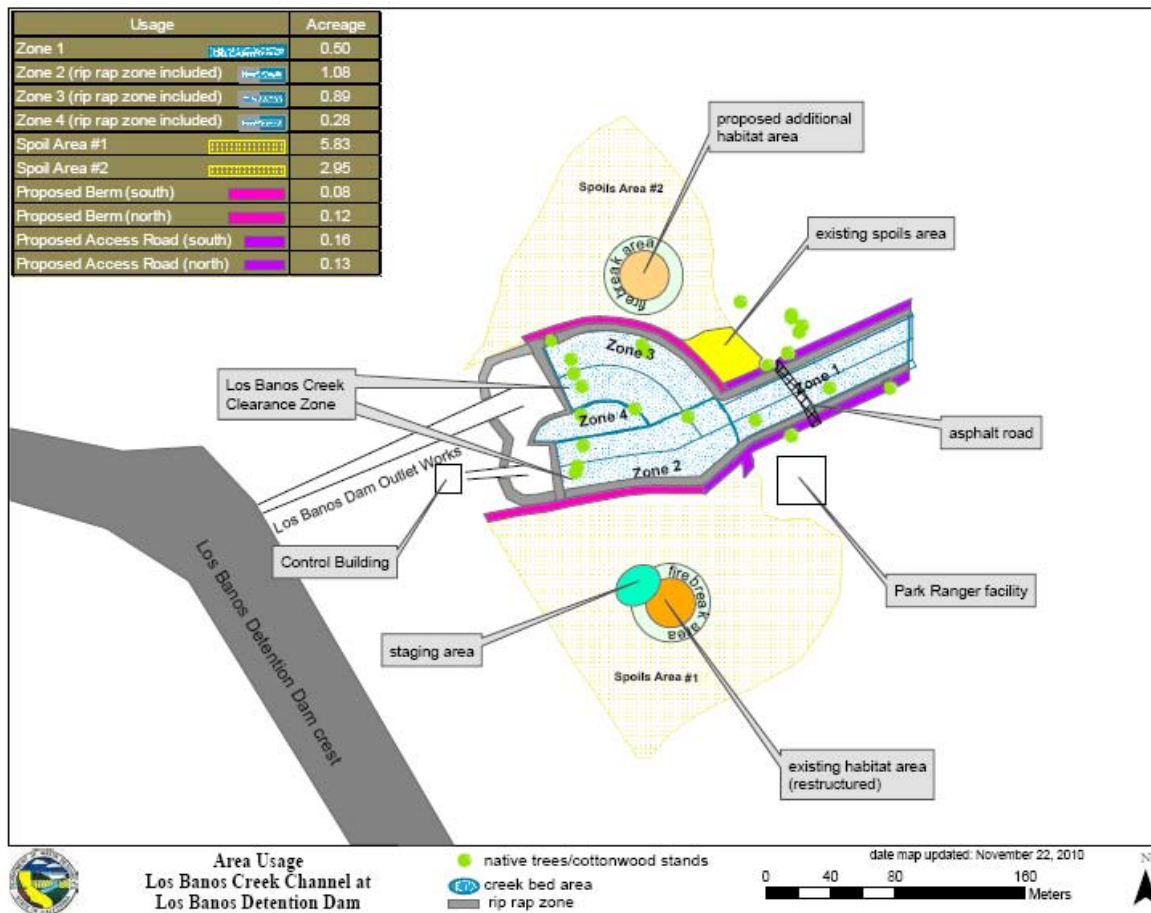 Usage Acreage
Zone 1 0.50
Zone 2 (rip rap zone included) 1.08
Zone 3 (rip rap zone included) 0.89
Zone 4 (rip rap zone included) 0.28
Spoil Area #1 5.83
Spoil Area #2 2.95
Proposed Berm (south) 0.08
Proposed Berm (north) 0.12
Proposed Access Road (south) 0.16
Proposed Access Road (north) 0.13
proposed additional
habitat area
Spoils Area #2
existing spoils area
fire break area
Zone 3
Zone 1
Los Banos Creek
Clearance Zone
Zone 4
asphalt road
Zone 2
Los Banos Dam Outlet Works
Control Building
Park Ranger facility
Los Banos Detention Dam crest
fire break area
staging area
Spoils Area #1
existing habitat area
(restructured)
Area Usage
Los Banos Creek Channel at
Los Banos Detention Dam
native trees/cottonwood stands
creek bed area
rip rap zone
date map updated: November 22, 2010
0 40 80 160
Meters
N